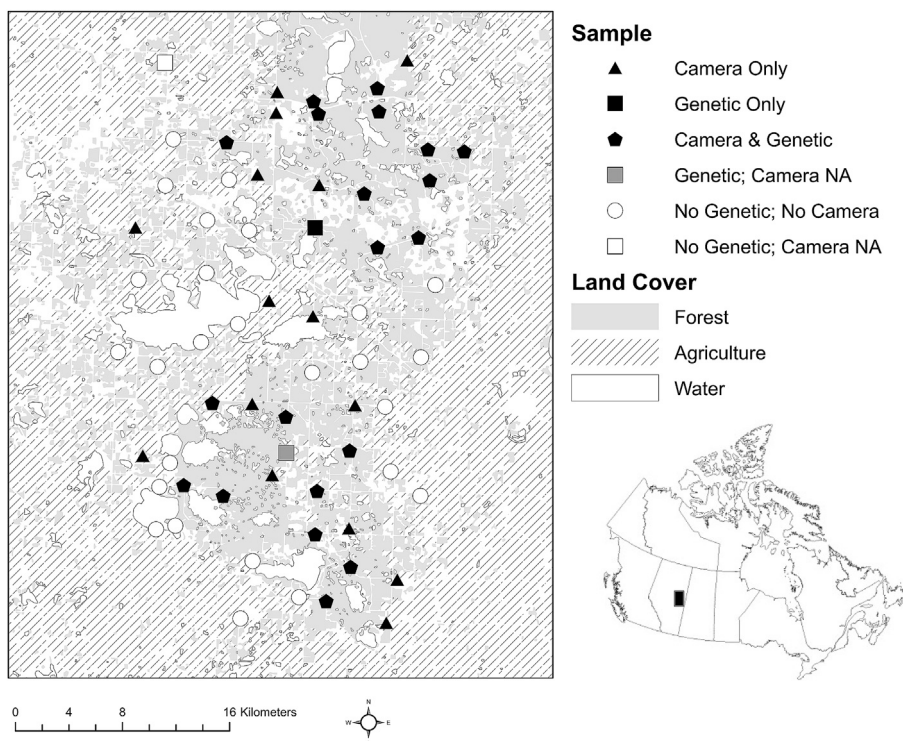 Sample
Camera Only
Genetic Only
Camera & Genetic
Genetic; Camera NA
No Genetic; No Camera
No Genetic; Camera NA
Land Cover
Forest
Agriculture
Water
0 4 8 16 Kilometers
N
W E
S